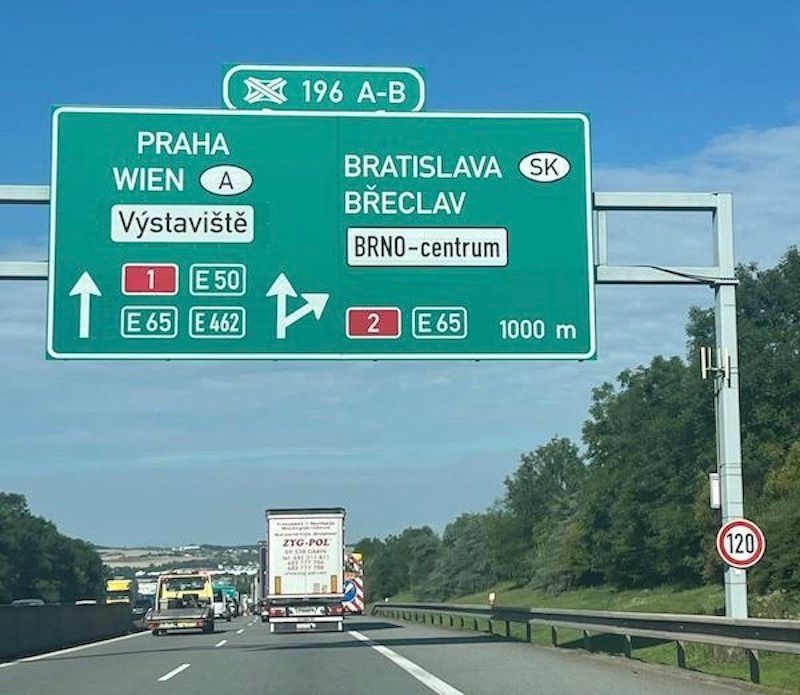 196 A-B
PRAHA
WIEN A
Výstaviště
1 E 50
E 65 E 462
BRATISLAVA SK
BŘECLAV
BRNO-centrum
2 E 65 1000 m
120
ZYG-POL